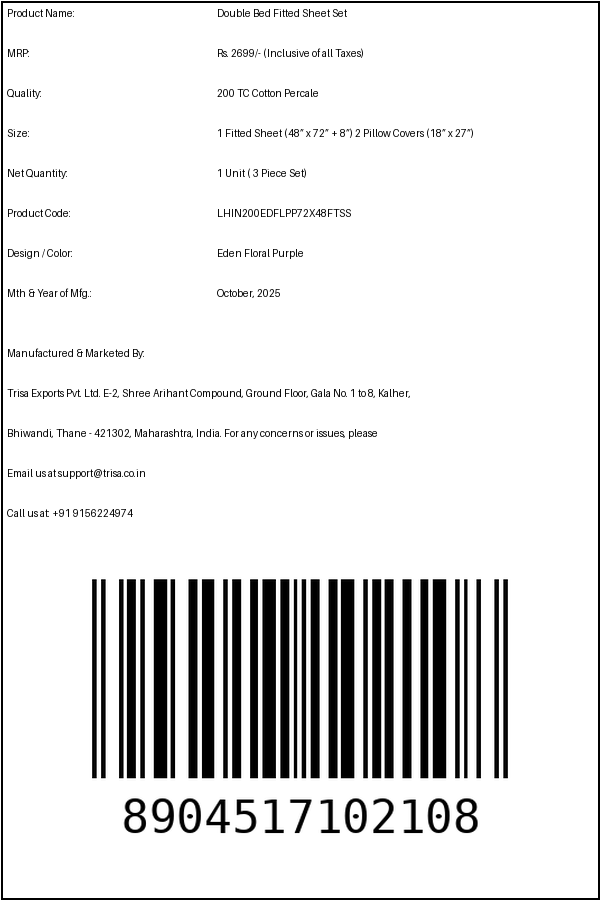 Product Name: Double Bed Fitted Sheet Set
MRP: Rs. 2699/- (Inclusive of all Taxes)
Quality: 200 TC Cotton Percale
Size: 1 Fitted Sheet (48” x 72” + 8”) 2 Pillow Covers (18” x 27”)
Net Quantity: 1 Unit ( 3 Piece Set)
Product Code: LHIN200EDFLPP72X48FTSS
Design / Color: Eden Floral Purple
Mth & Year of Mfg.: October, 2025
Manufactured & Marketed By:
Trisa Exports Pvt. Ltd. E-2, Shree Arihant Compound, Ground Floor, Gala No. 1 to 8, Kalher,
Bhiwandi, Thane - 421302, Maharashtra, India. For any concerns or issues, please
Email us at support@trisa.co.in
Call us at: +91 9156224974
8904517102108